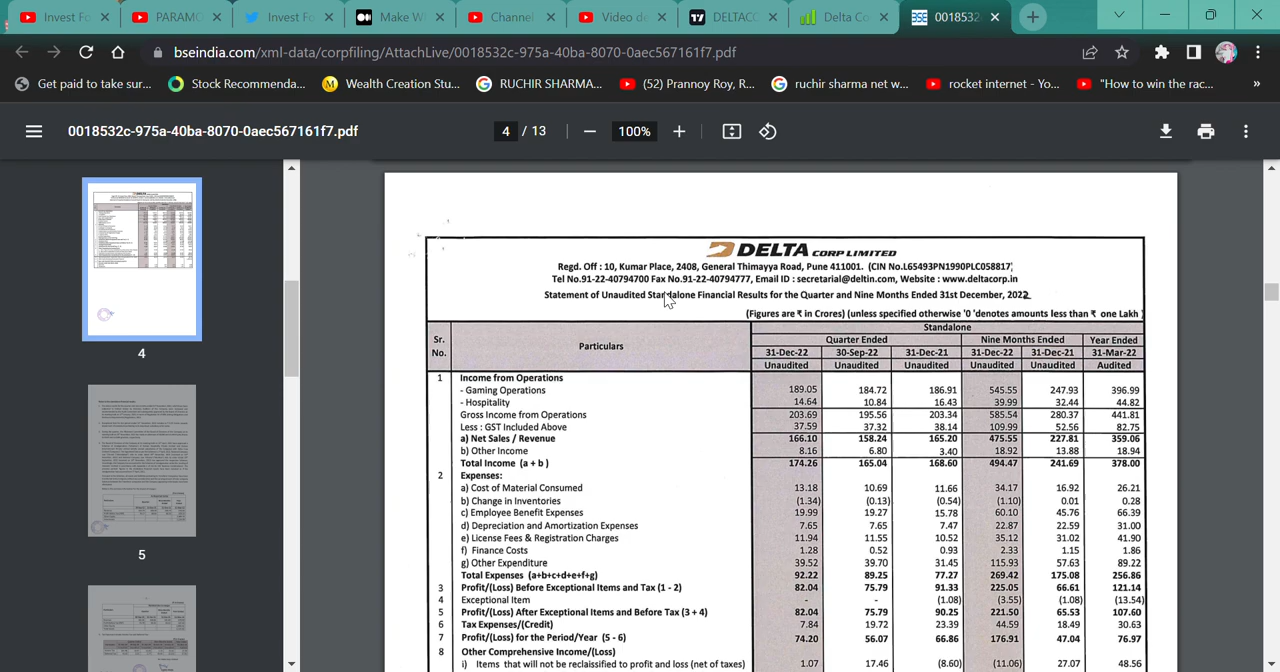 Invest Fo
PARAMO
Invest Fo
Make W
Channel
Video de
DELTACO
Delta Co
0018532
bseindia.com/xml-data/corpfiling/AttachLive/0018532c-975a-40ba-8070-0aec567161f7.pdf
Get paid to take sur...
Stock Recommenda...
Wealth Creation Stu...
RUCHIR SHARMA...
(52) Prannoy Roy, R...
ruchir sharma net w...
rocket internet - Yo...
"How to win the rac...
»
0018532c-975a-40ba-8070-0aec567161f7.pdf
4 / 13
100%
4
5
DELTA CORP LIMITED
Regd. Off : 10, Kumar Place, 2408, General Thimayya Road, Pune 411001. (CIN No.L65493PN1990PLC058817)
Tel No.91-22-40794700 Fax No.91-22-40794777, Email ID : secretarial@deltin.com, Website : www.deltacorp.in
Statement of Unaudited Standalone Financial Results for the Quarter and Nine Months Ended 31st December, 2022
(Figures are ₹ in Crores) (unless specified otherwise '0 'denotes amounts less than ₹ one Lakh )
Sr. No. Particulars Standalone
Quarter Ended Nine Months Ended Year Ended
31-Dec-22 30-Sep-22 31-Dec-21 31-Dec-22 31-Dec-21 31-Mar-22
Unaudited Unaudited Unaudited Unaudited Unaudited Audited
1 Income from Operations
- Gaming Operations 189.05 184.72 186.91 545.55 247.93 396.99
- Hospitality 14.64 10.84 16.43 39.99 32.44 44.82
Gross Income from Operations 203.69 195.56 203.34 585.54 280.37 441.81
Less : GST Included Above 37.59 37.32 38.14 109.99 52.56 82.75
a) Net Sales / Revenue 166.10 158.24 165.20 475.55 227.81 359.06
b) Other Income 8.16 6.80 3.40 18.92 13.88 18.94
Total Income (a + b ) 174.26 165.04 168.60 494.47 241.69 378.00
2 Expenses:
a) Cost of Material Consumed 13.18 10.69 11.66 34.17 16.92 26.21
b) Change in Inventories (1.34) (0.13) (0.54) (1.10) 0.01 0.28
c) Employee Benefit Expenses 19.99 19.27 15.78 60.10 45.76 66.39
d) Depreciation and Amortization Expenses 7.65 7.65 7.47 22.87 22.59 31.00
e) License Fees & Registration Charges 11.94 11.55 10.52 35.12 31.02 41.90
f) Finance Costs 1.28 0.52 0.93 2.33 1.15 1.86
g) Other Expenditure 39.52 39.70 31.45 115.93 57.63 89.22
Total Expenses (a+b+c+d+e+f+g) 92.22 89.25 77.27 269.42 175.08 256.86
3 Profit/(Loss) Before Exceptional Items and Tax (1 - 2) 82.04 75.79 91.33 225.05 66.61 121.14
4 Exceptional Item - - (1.08) (3.55) (1.08) (13.54)
5 Profit/(Loss) After Exceptional Items and Before Tax (3 + 4) 82.04 75.79 90.25 221.50 65.53 107.60
6 Tax Expenses/(Credit) 7.84 19.72 23.39 44.59 18.49 30.63
7 Profit/(Loss) for the Period/Year (5 - 6) 74.20 56.07 66.86 176.91 47.04 76.97
8 Other Comprehensive Income/(Loss)
i) Items that will not be reclassified to profit and loss (net of taxes) 1.07 17.46 (8.60) (11.06) 27.07 48.56